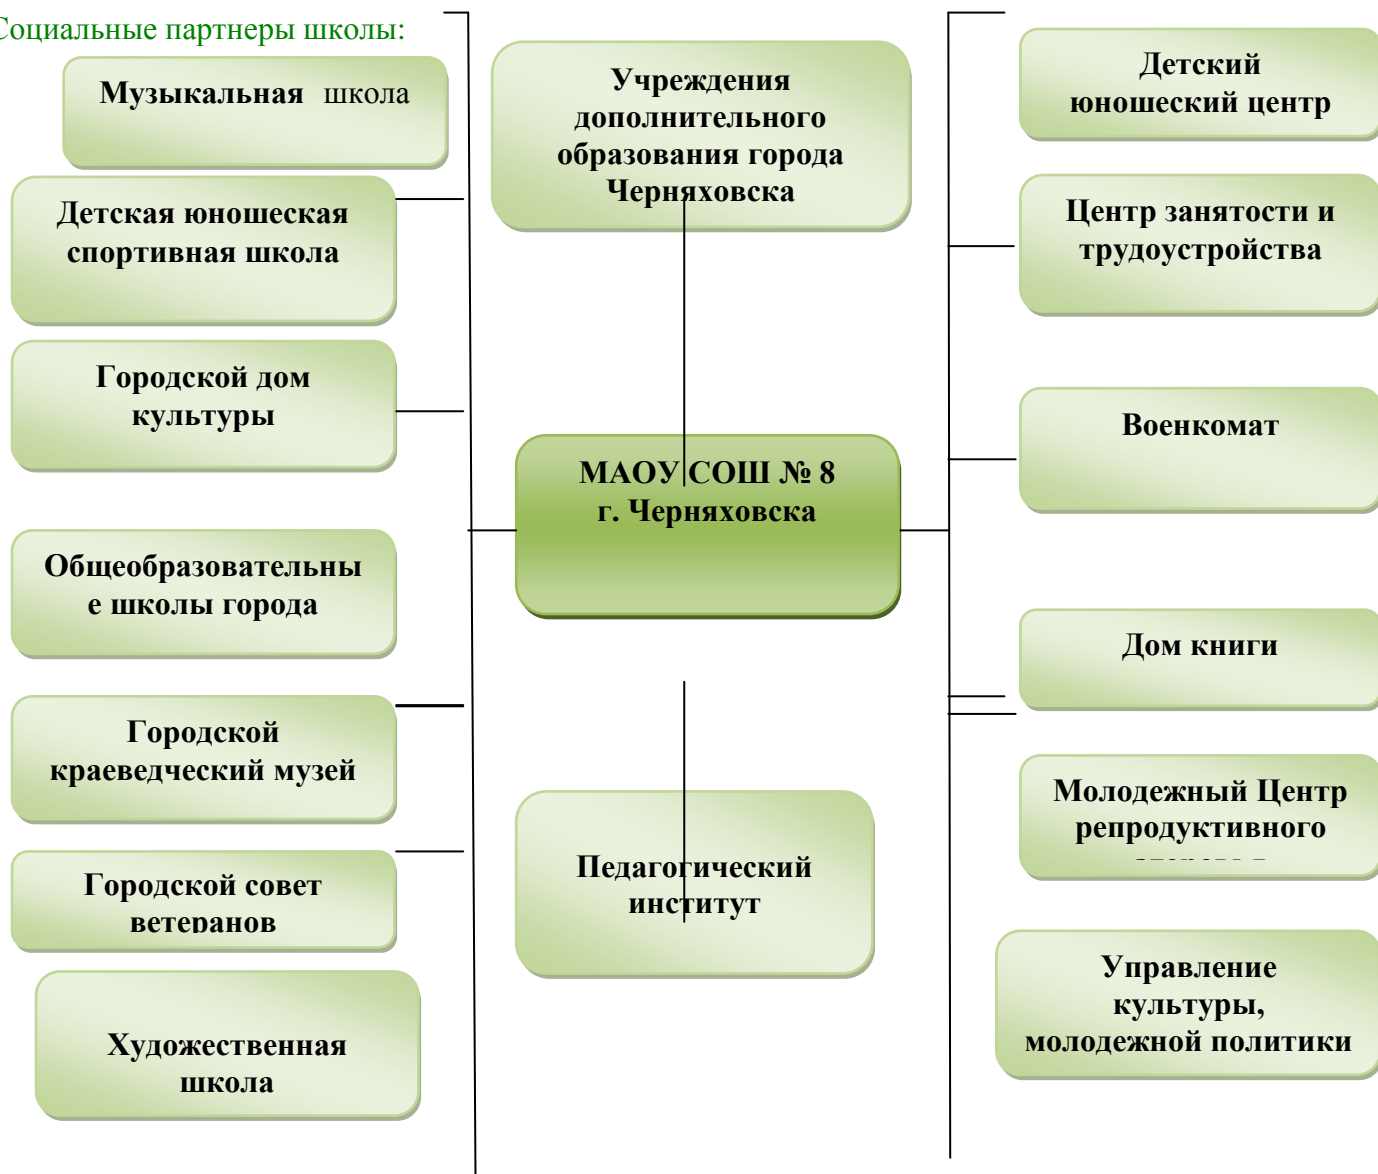 Социальные партнеры школы:
Музыкальная школа
Детская юношеская
спортивная школа
Городской дом
культуры
Общеобразовательны
е школы города
Городской
краеведческий музей
Городской совет
ветеранов
Художественная
школа
Учреждения
дополнительного
образования города
Черняховска
МАОУ СОШ № 8
г. Черняховска
Педагогический
институт
Детский
юношеский центр
Центр занятости и
трудоустройства
Военкомат
Дом книги
Молодежный Центр
репродуктивного
Управление
культуры,
молодежной политики